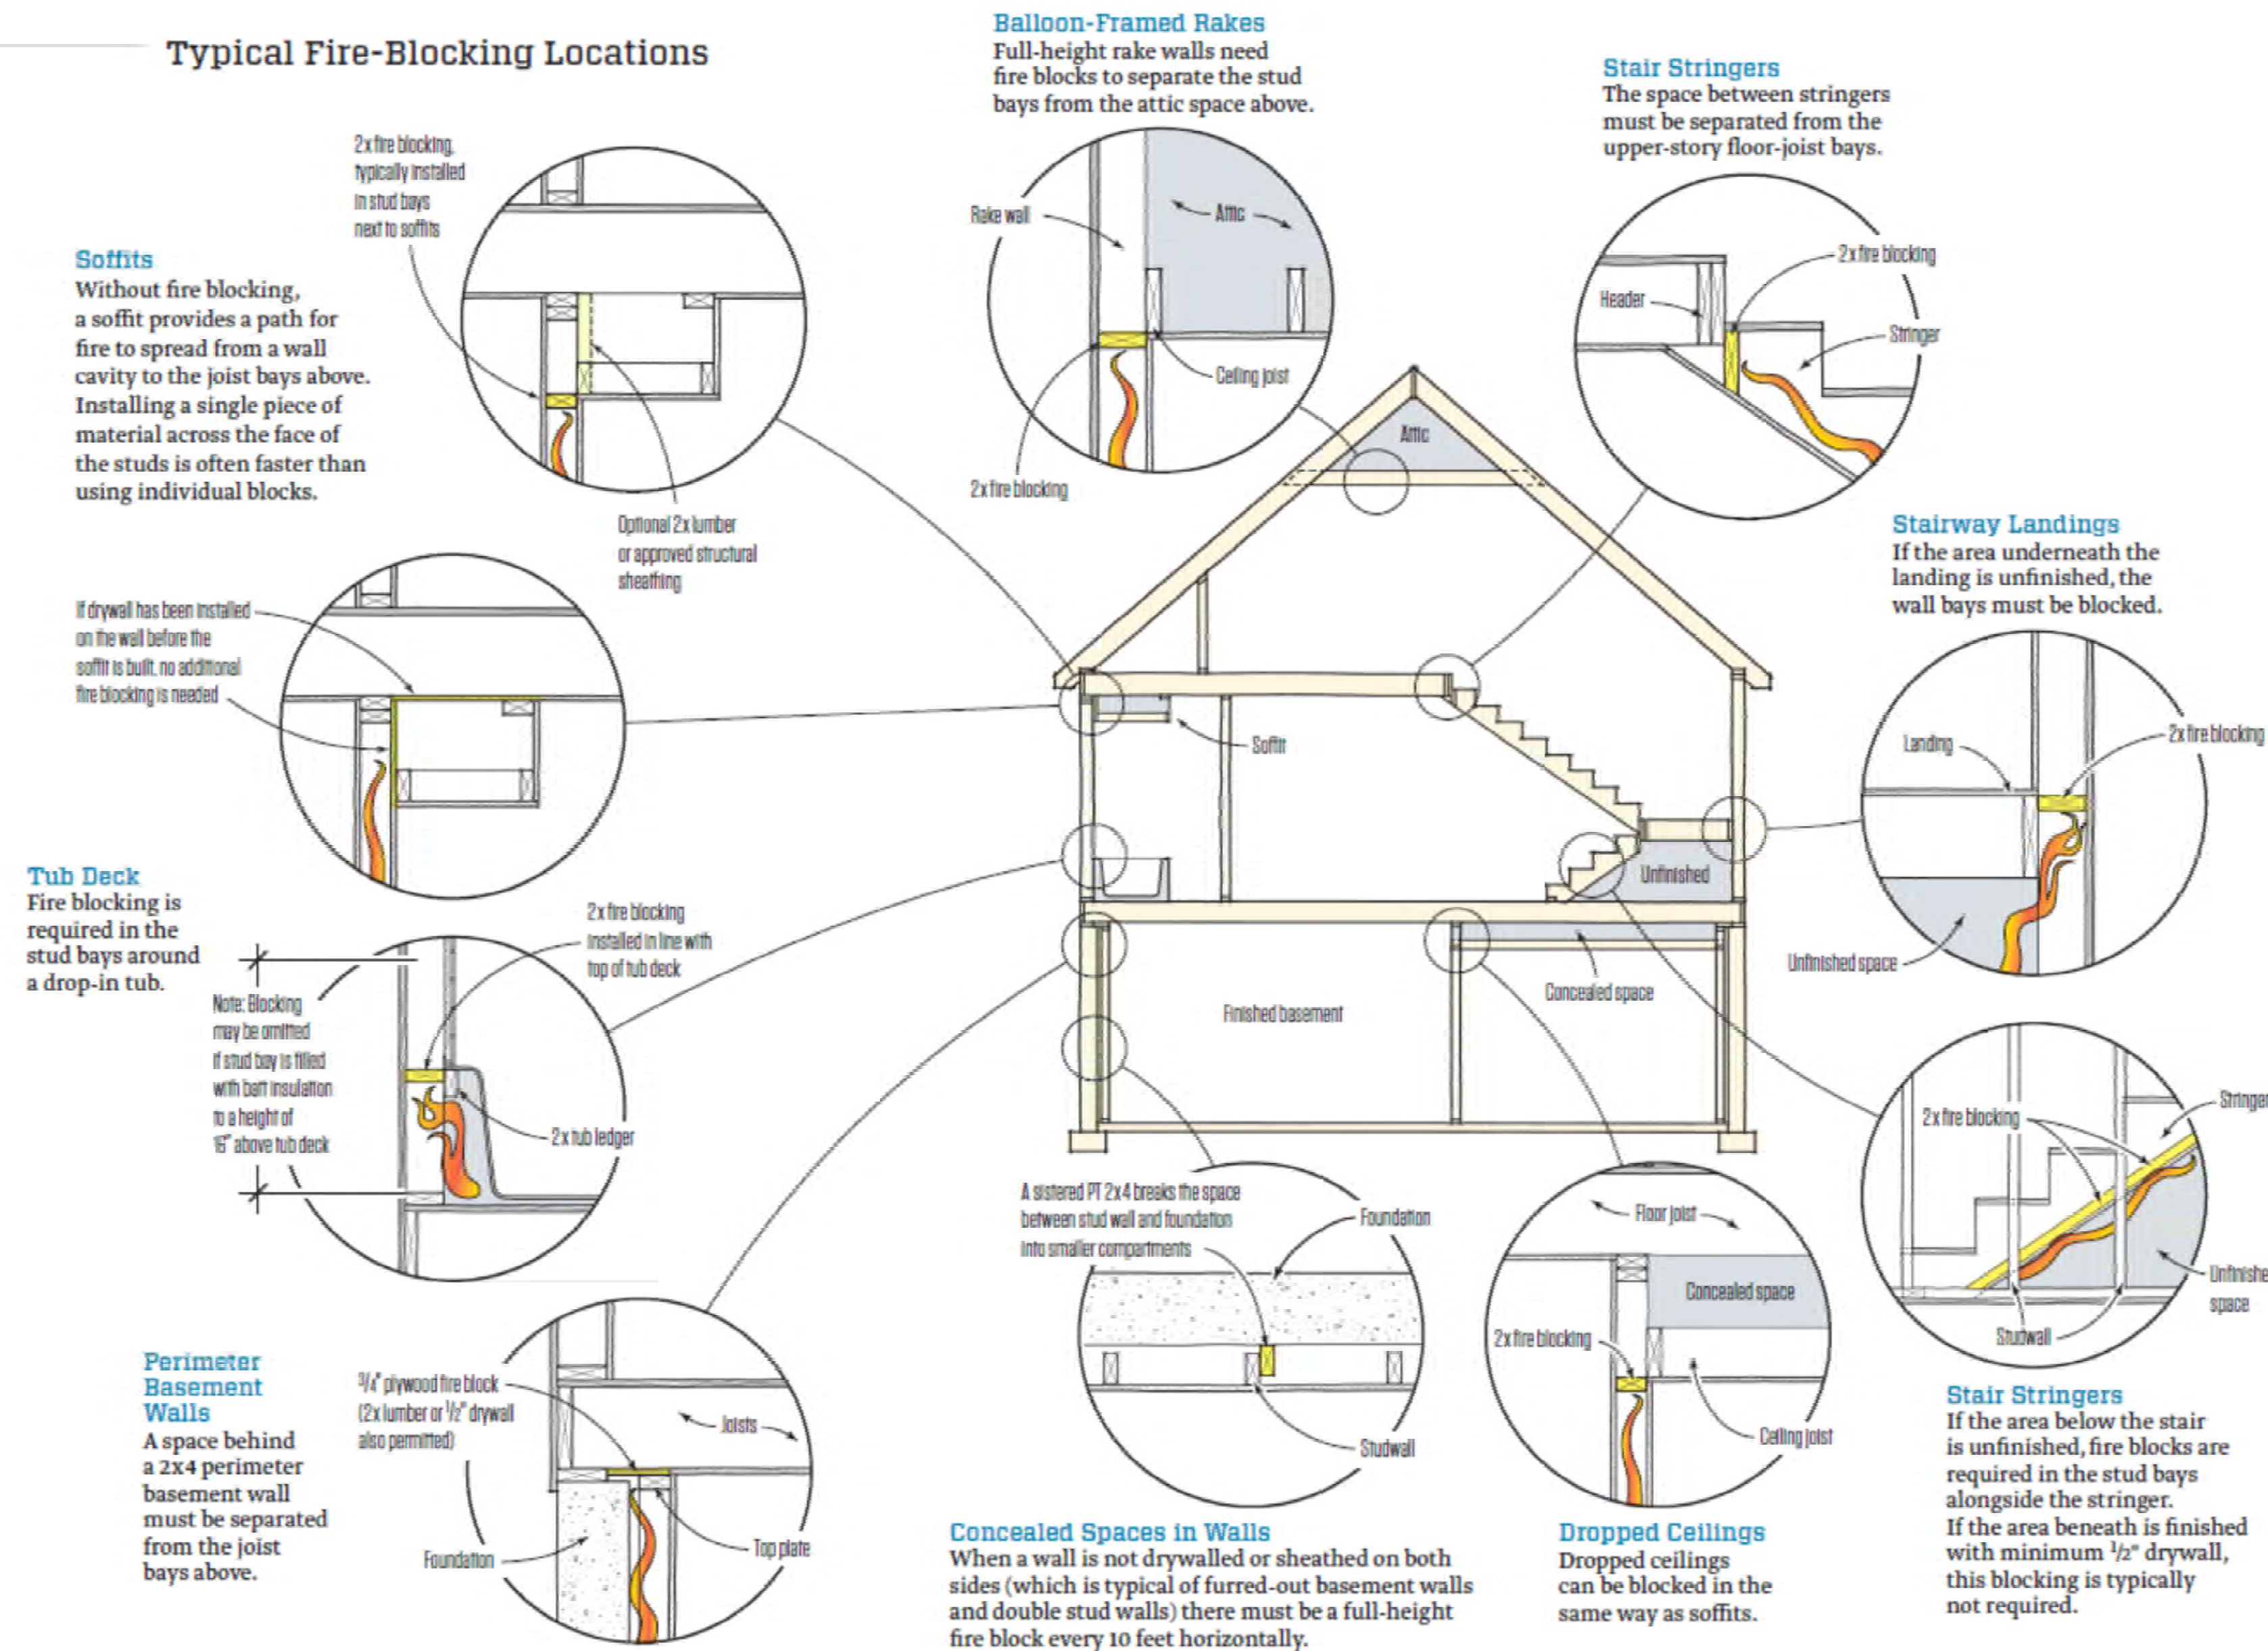 Typical Fire-Blocking Locations
Balloon-Framed Rakes
Full-height rake walls need
fire blocks to separate the stud
bays from the attic space above.
Rake wall
Attic
Ceiling joist
2x fire blocking
Stair Stringers
The space between stringers
must be separated from the
upper-story floor-joist bays.
2x fire blocking
Header
Stringer
2x fire blocking,
typically installed
in stud bays
next to soffits
Soffits
Without fire blocking,
a soffit provides a path for
fire to spread from a wall
cavity to the joist bays above.
Installing a single piece of
material across the face of
the studs is often faster than
using individual blocks.
Optional 2x lumber
or approved structural
sheathing
If drywall has been installed
on the wall before the
soffit is built, no additional
fire blocking is needed
Attic
Soffit
Unfinished
Concealed space
Finished basement
Stairway Landings
If the area underneath the
landing is unfinished, the
wall bays must be blocked.
Landing
2x fire blocking
Unfinished space
Tub Deck
Fire blocking is
required in the
stud bays around
a drop-in tub.
2x fire blocking
installed in line with
top of tub deck
Note: Blocking
may be omitted
if stud bay is filled
with batt insulation
to a height of
16" above tub deck
2x tub ledger
Perimeter
Basement
Walls
A space behind
a 2x4 perimeter
basement wall
must be separated
from the joist
bays above.
3/4" plywood fire block
(2x lumber or 1/2" drywall
also permitted)
Joists
Foundation
Top plate
A sistered PT 2x4 breaks the space
between stud wall and foundation
into smaller compartments
Foundation
Studwall
Concealed Spaces in Walls
When a wall is not drywalled or sheathed on both
sides (which is typical of furred-out basement walls
and double stud walls) there must be a full-height
fire block every 10 feet horizontally.
Floor joist
Concealed space
2x fire blocking
Ceiling joist
Dropped Ceilings
Dropped ceilings
can be blocked in the
same way as soffits.
2x fire blocking
Stringer
Unfinishe
space
Studwall
Stair Stringers
If the area below the stair
is unfinished, fire blocks are
required in the stud bays
alongside the stringer.
If the area beneath is finished
with minimum 1/2" drywall,
this blocking is typically
not required.